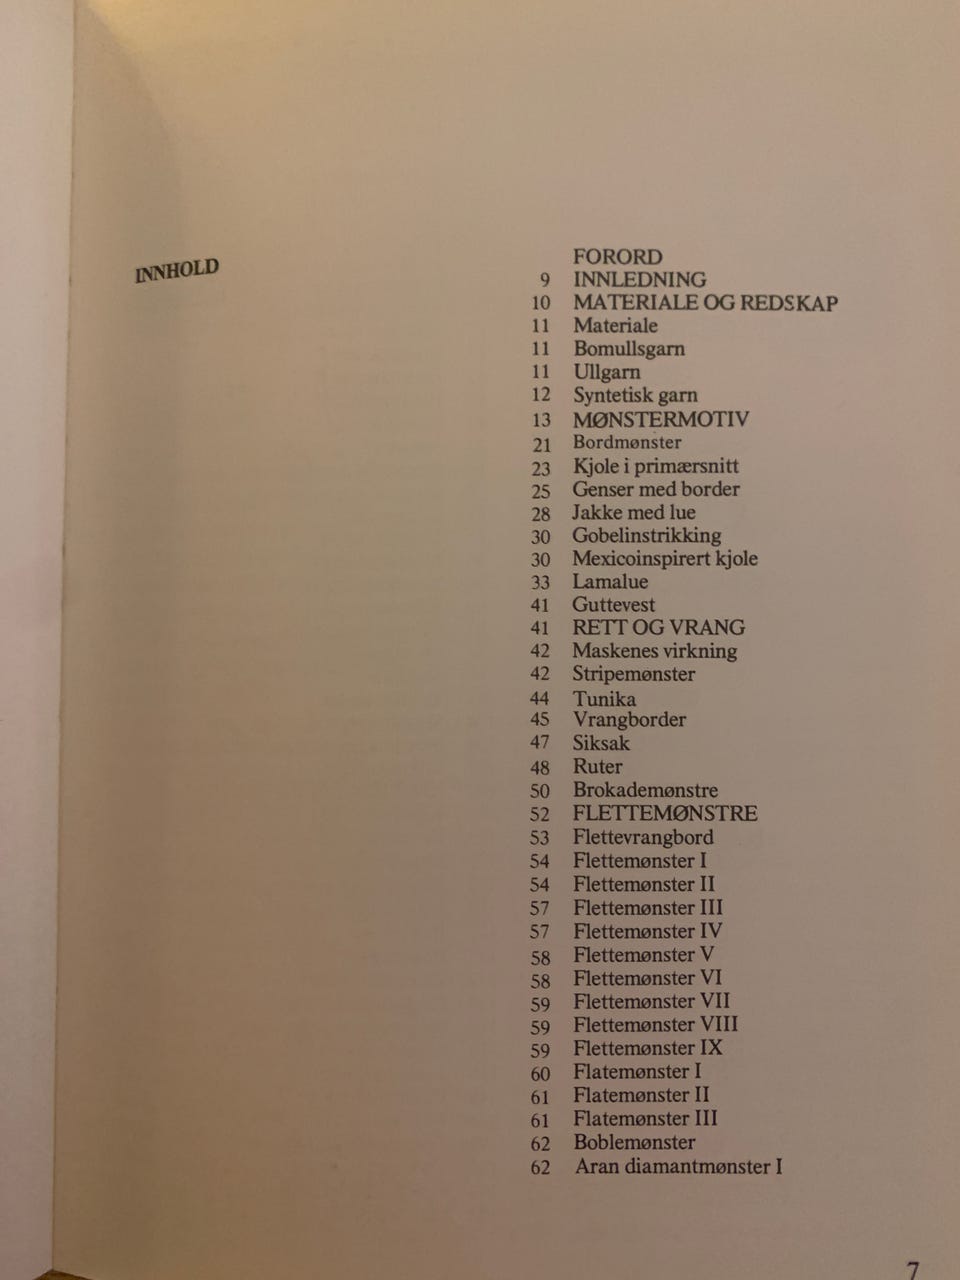 INNHOLD
FORORD
9 INNLEDNING
10 MATERIALE OG REDSKAP
11 Materiale
11 Bomullsgarn
11 Ullgarn
12 Syntetisk garn
13 MØNSTERMOTIV
21 Bordmønster
23 Kjole i primærsnitt
25 Genser med border
28 Jakke med lue
30 Gobelinstrikking
30 Mexicoinspirert kjole
33 Lamalue
41 Guttevest
41 RETT OG VRANG
42 Maskenes virkning
42 Stripemønster
44 Tunika
45 Vrangborder
47 Siksak
48 Ruter
50 Brokademønstre
52 FLETTEMØNSTRE
53 Flettevrangbord
54 Flettemønster I
54 Flettemønster II
57 Flettemønster III
57 Flettemønster IV
58 Flettemønster V
58 Flettemønster VI
59 Flettemønster VII
59 Flettemønster VIII
59 Flettemønster IX
60 Flatemønster I
61 Flatemønster II
61 Flatemønster III
62 Boblemønster
62 Aran diamantmønster I
7